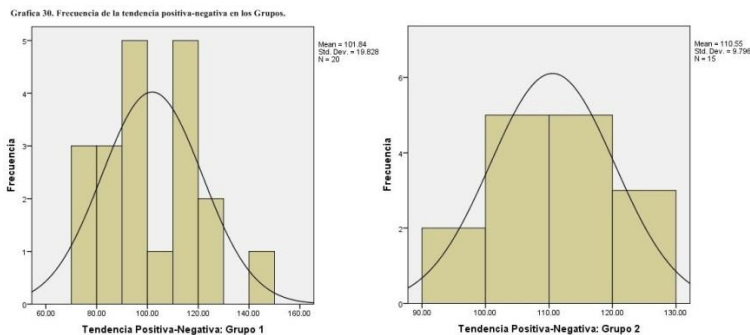 Grafica 30. Frecuencia de la tendencia positiva-negativa en los Grupos.
Frecuencia
5
4
3
2
1
0
60.00 80.00 100.00 120.00 140.00 160.00
Tendencia Positiva-Negativa: Grupo 1
Mean = 101.84
Std. Dev. = 19.828
N = 20
Frecuencia
6
4
2
0
90.00 100.00 110.00 120.00 130.00
Tendencia Positiva-Negativa: Grupo 2
Mean = 110.55
Std. Dev. = 9.796
N = 15